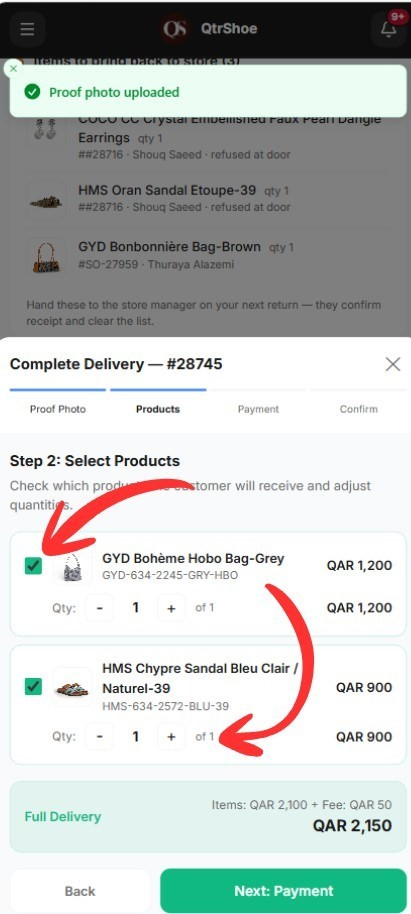 QS QtrShoe 9+
Items to bring back to store (3)
Proof photo uploaded
COCO CC Crystal Embellished Faux Pearl Dangle
Earrings qty 1
##28716 · Shouq Saeed · refused at door
HMS Oran Sandal Etoupe-39 qty 1
##28716 · Shouq Saeed · refused at door
GYD Bonbonnière Bag-Brown qty 1
#SO-27959 · Thuraya Alazemi
Hand these to the store manager on your next return — they confirm
receipt and clear the list.
Complete Delivery — #28745
Proof Photo Products Payment Confirm
Step 2: Select Products
Check which products customer will receive and adjust
quantities.
GYD Bohème Hobo Bag-Grey QAR 1,200
GYD-634-2245-GRY-HBO
Qty: - 1 + of 1 QAR 1,200
HMS Chypre Sandal Bleu Clair /
Naturel-39 QAR 900
HMS-634-2572-BLU-39
Qty: - 1 + of 1 QAR 900
Items: QAR 2,100 + Fee: QAR 50
Full Delivery QAR 2,150
Back Next: Payment